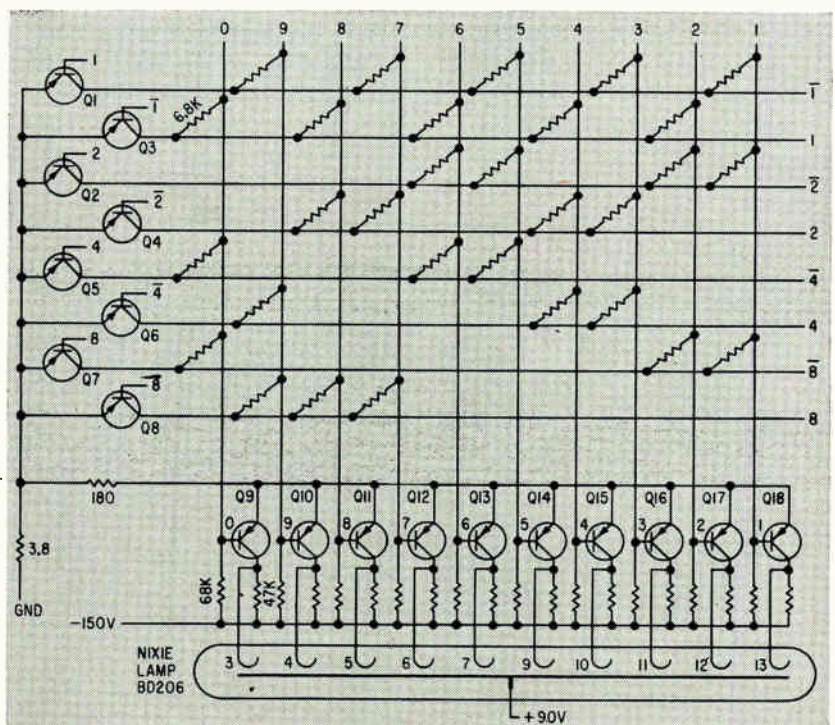 0 9 8 7 6 5 4 3 2 1
1
Q1
1̅
6.8K
1̅
Q3
1
2
Q2
2̅
2̅
Q4
2
4
Q5
4̅
4̅
Q6
4
8
Q7
8̅
8̅
Q8
8
180
Q9 Q10 Q11 Q12 Q13 Q14 Q15 Q16 Q17 Q18
0 9 8 7 6 5 4 3 2 1
3.8
68K
47K
GND
-150V
NIXIE
LAMP
BD206
3 4 5 6 7 9 10 11 12 13
+90V